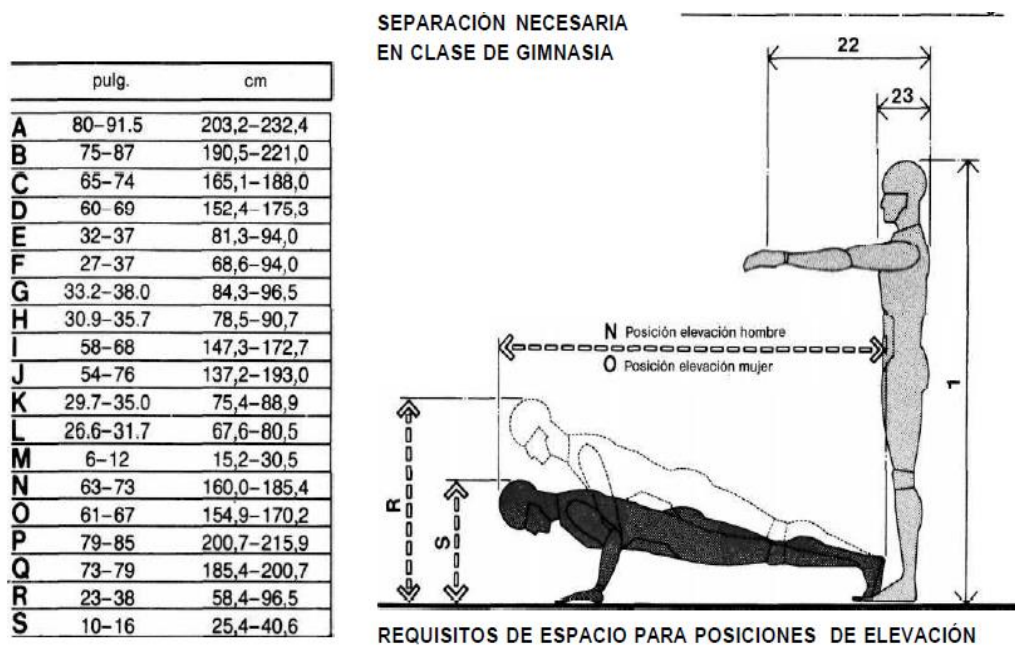 SEPARACIÓN NECESARIA
EN CLASE DE GIMNASIA
pulg. cm
A 80–91.5 203,2–232,4
B 75–87 190,5–221,0
C 65–74 165,1–188,0
D 60–69 152,4–175,3
E 32–37 81,3–94,0
F 27–37 68,6–94,0
G 33.2–38.0 84,3–96,5
H 30.9–35.7 78,5–90,7
I 58–68 147,3–172,7
J 54–76 137,2–193,0
K 29.7–35.0 75,4–88,9
L 26.6–31.7 67,6–80,5
M 6–12 15,2–30,5
N 63–73 160,0–185,4
O 61–67 154,9–170,2
P 79–85 200,7–215,9
Q 73–79 185,4–200,7
R 23–38 58,4–96,5
S 10–16 25,4–40,6
22
23
1
N Posición elevación hombre
O Posición elevación mujer
R
S
REQUISITOS DE ESPACIO PARA POSICIONES DE ELEVACIÓN